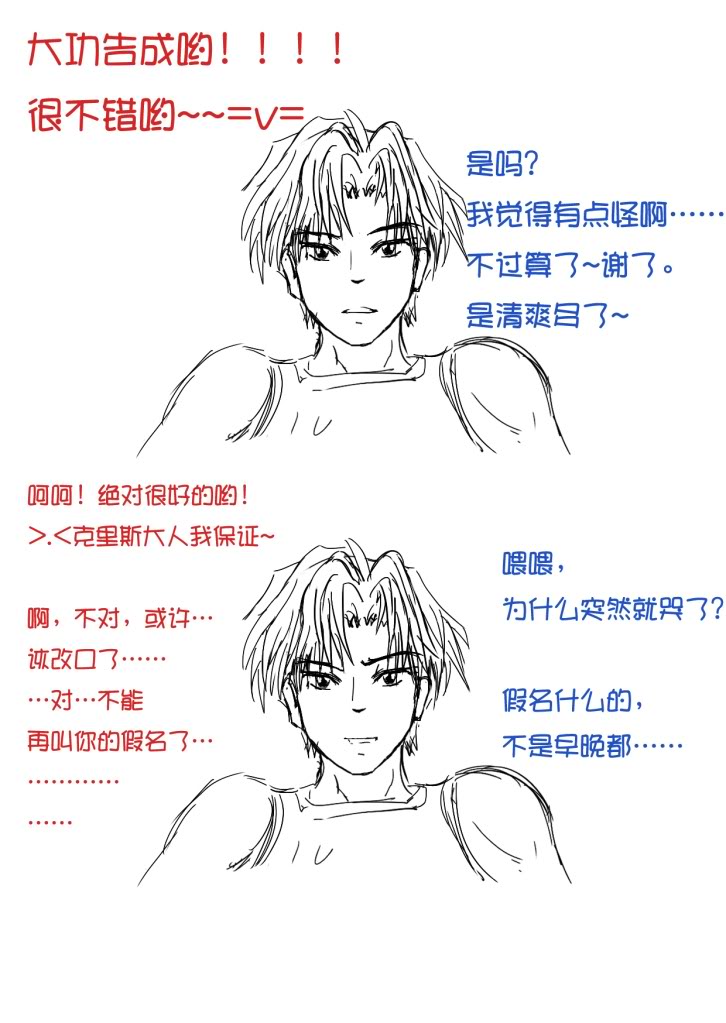 大功告成哟！！！！
很不错哟~~=v=
是吗？
我觉得有点怪啊……
不过算了~谢了。
是清爽目了~
呵呵！绝对很好的哟！
>.<克里斯大人我保证~
啊，不对，或许…
该改口了……
…对…不能
再叫你的假名了…
…………
……
喂喂，
为什么突然就哭了？
假名什么的，
不是早晚都……